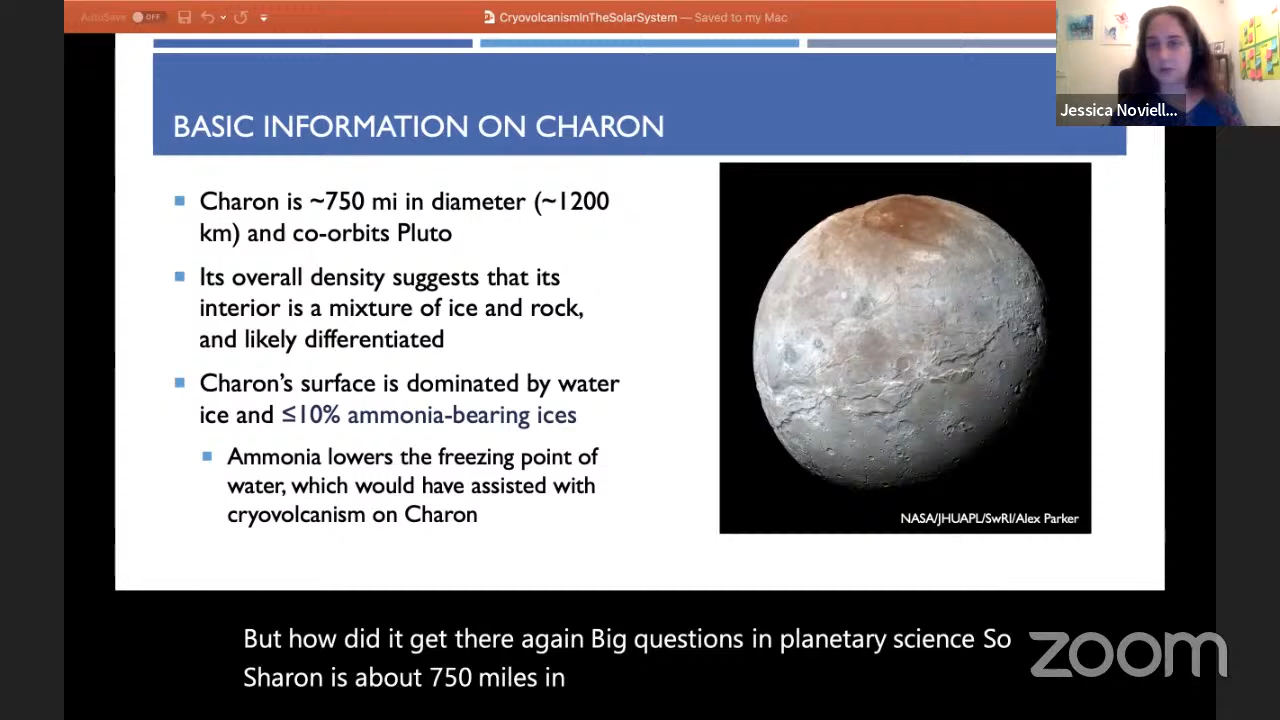 AutoSave OFF
CryovolcanismInTheSolarSystem — Saved to my Mac
Jessica Noviell...
BASIC INFORMATION ON CHARON
Charon is ~750 mi in diameter (~1200
km) and co-orbits Pluto
Its overall density suggests that its
interior is a mixture of ice and rock,
and likely differentiated
Charon's surface is dominated by water
ice and ≤10% ammonia-bearing ices
Ammonia lowers the freezing point of
water, which would have assisted with
cryovolcanism on Charon
NASA/JHUAPL/SwRI/Alex Parker
But how did it get there again Big questions in planetary science So
Sharon is about 750 miles in
zoom